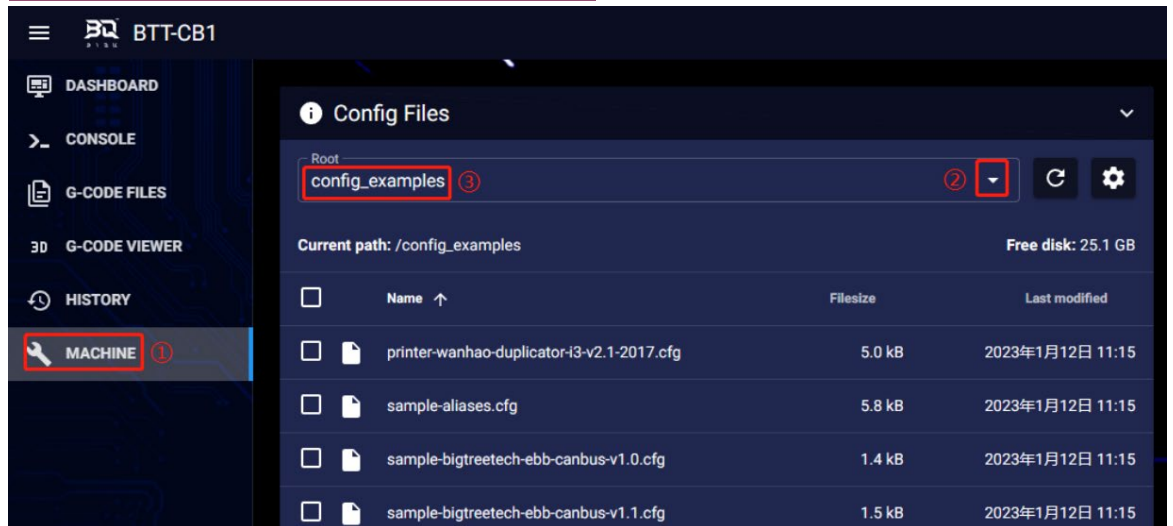 BTT-CB1
DASHBOARD
CONSOLE
G-CODE FILES
3D G-CODE VIEWER
HISTORY
MACHINE ①
Config Files
Root
config_examples ③ ②
Current path: /config_examples Free disk: 25.1 GB
Name ↑ Filesize Last modified
printer-wanhao-duplicator-i3-v2.1-2017.cfg 5.0 kB 2023年1月12日 11:15
sample-aliases.cfg 5.8 kB 2023年1月12日 11:15
sample-bigtreetech-ebb-canbus-v1.0.cfg 1.4 kB 2023年1月12日 11:15
sample-bigtreetech-ebb-canbus-v1.1.cfg 1.5 kB 2023年1月12日 11:15